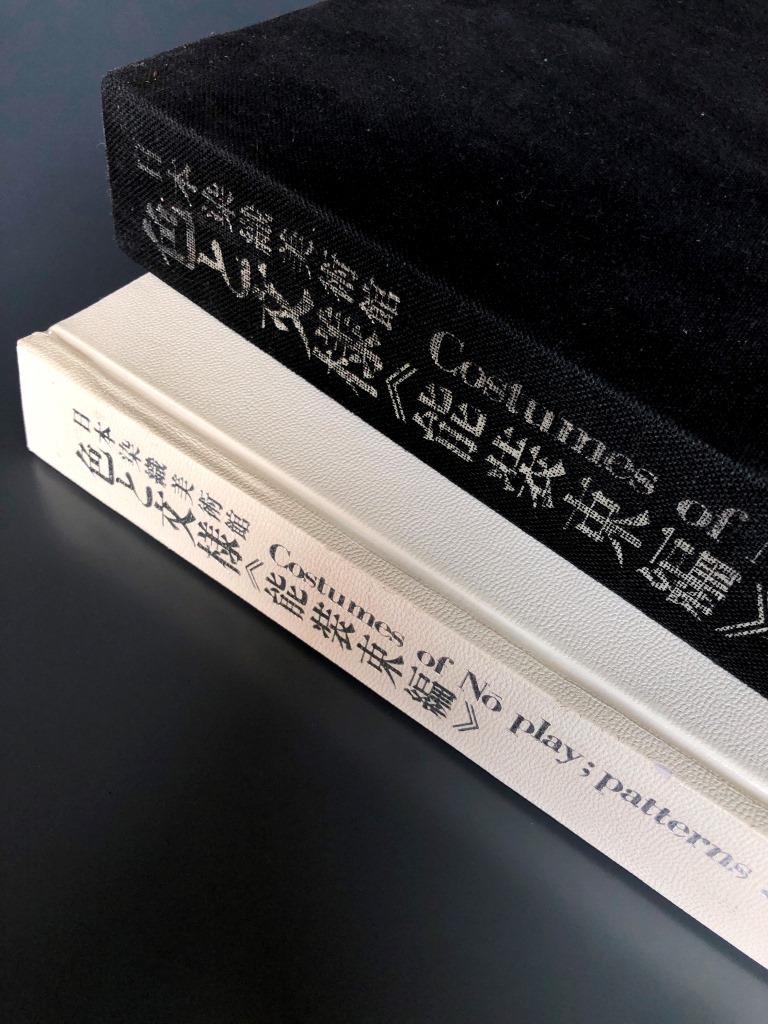 日本染織美術館
色と文様《能装束編》
Costumes of
日本染織美術館
色と文様《能装束編》
Costumes of Nō play; patterns